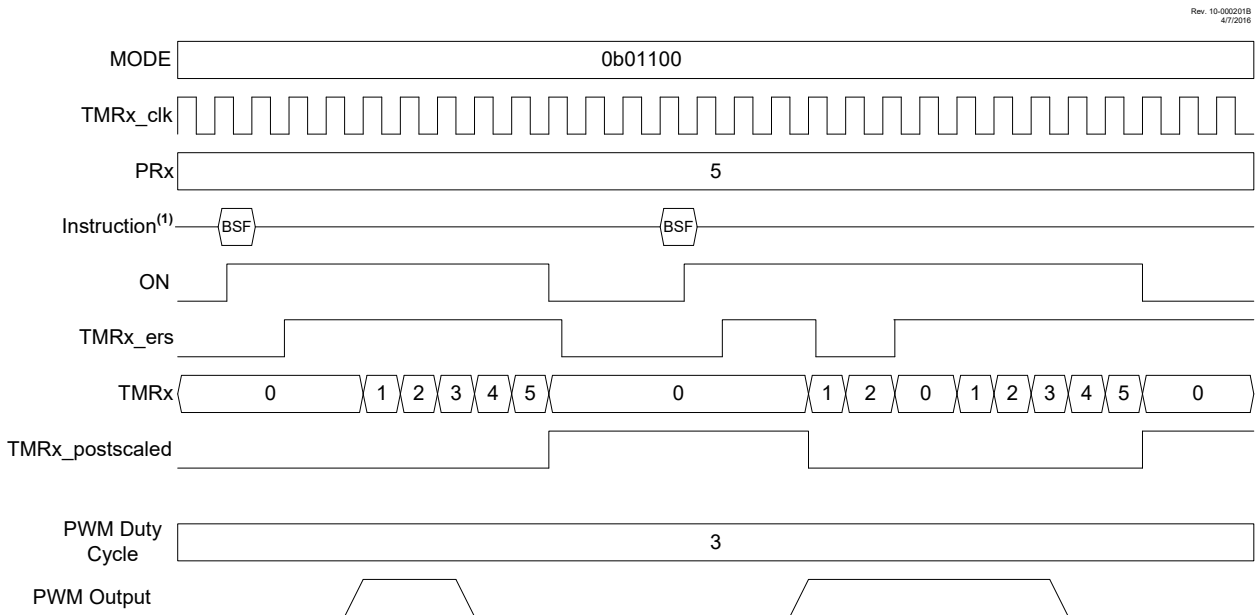 Rev. 10-000201B
4/7/2016
MODE 0b01100
TMRx_clk
PRx 5
Instruction(1) BSF BSF
ON
TMRx_ers
TMRx 0 1 2 3 4 5 0 1 2 0 1 2 3 4 5 0
TMRx_postscaled
PWM Duty
Cycle 3
PWM Output